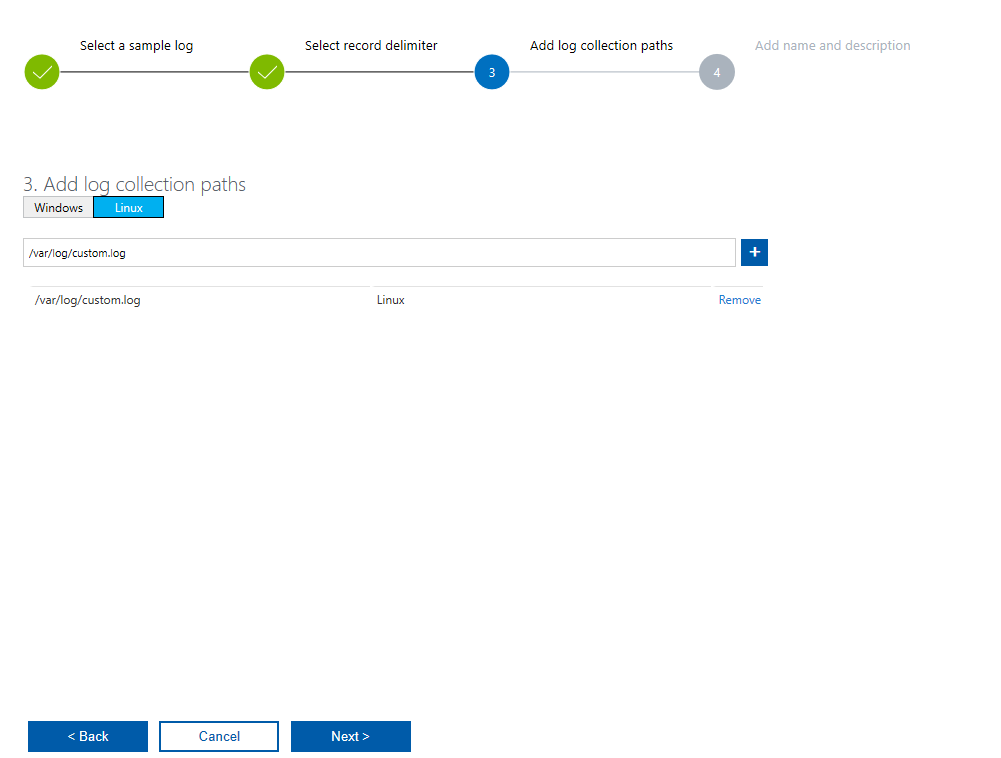 Select a sample log
Select record delimiter
Add log collection paths
Add name and description
3
4
3. Add log collection paths
Windows
Linux
/var/log/custom.log
+
/var/log/custom.log
Linux
Remove
< Back
Cancel
Next >